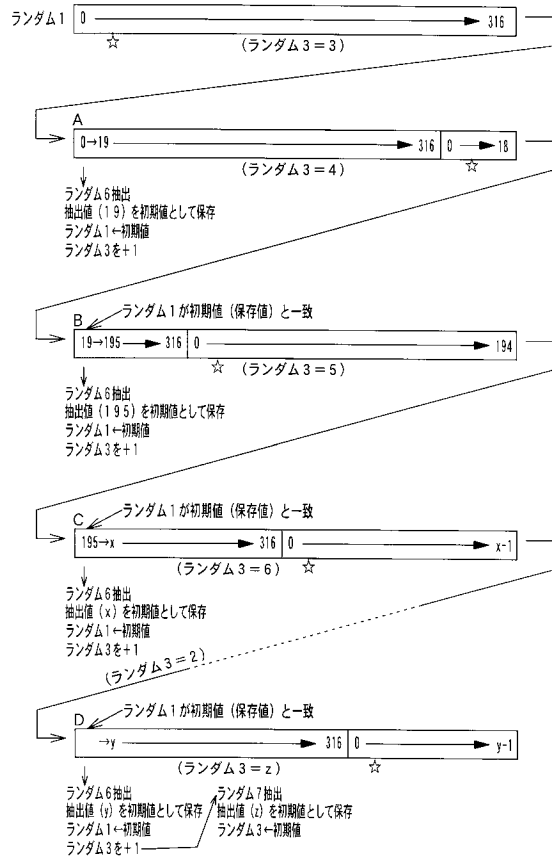 ランダム1
0 → 316
(ランダム3=3)
☆
A
0→19 → 316 0 → 18
(ランダム3=4)
☆
ランダム6抽出
抽出値(19)を初期値として保存
ランダム1←初期値
ランダム3を+1
ランダム1が初期値(保存値)と一致
B
19→195 → 316 0 → 194
☆
(ランダム3=5)
ランダム6抽出
抽出値(195)を初期値として保存
ランダム1←初期値
ランダム3を+1
ランダム1が初期値(保存値)と一致
C
195→x → 316 0 → x-1
(ランダム3=6)
☆
ランダム6抽出
抽出値(x)を初期値として保存
ランダム1←初期値
ランダム3を+1
(ランダム3=2)
ランダム1が初期値(保存値)と一致
D
→y → 316 0 → y-1
(ランダム3=z)
☆
ランダム6抽出
抽出値(y)を初期値として保存
ランダム1←初期値
ランダム3を+1
ランダム7抽出
抽出値(z)を初期値として保存
ランダム3←初期値